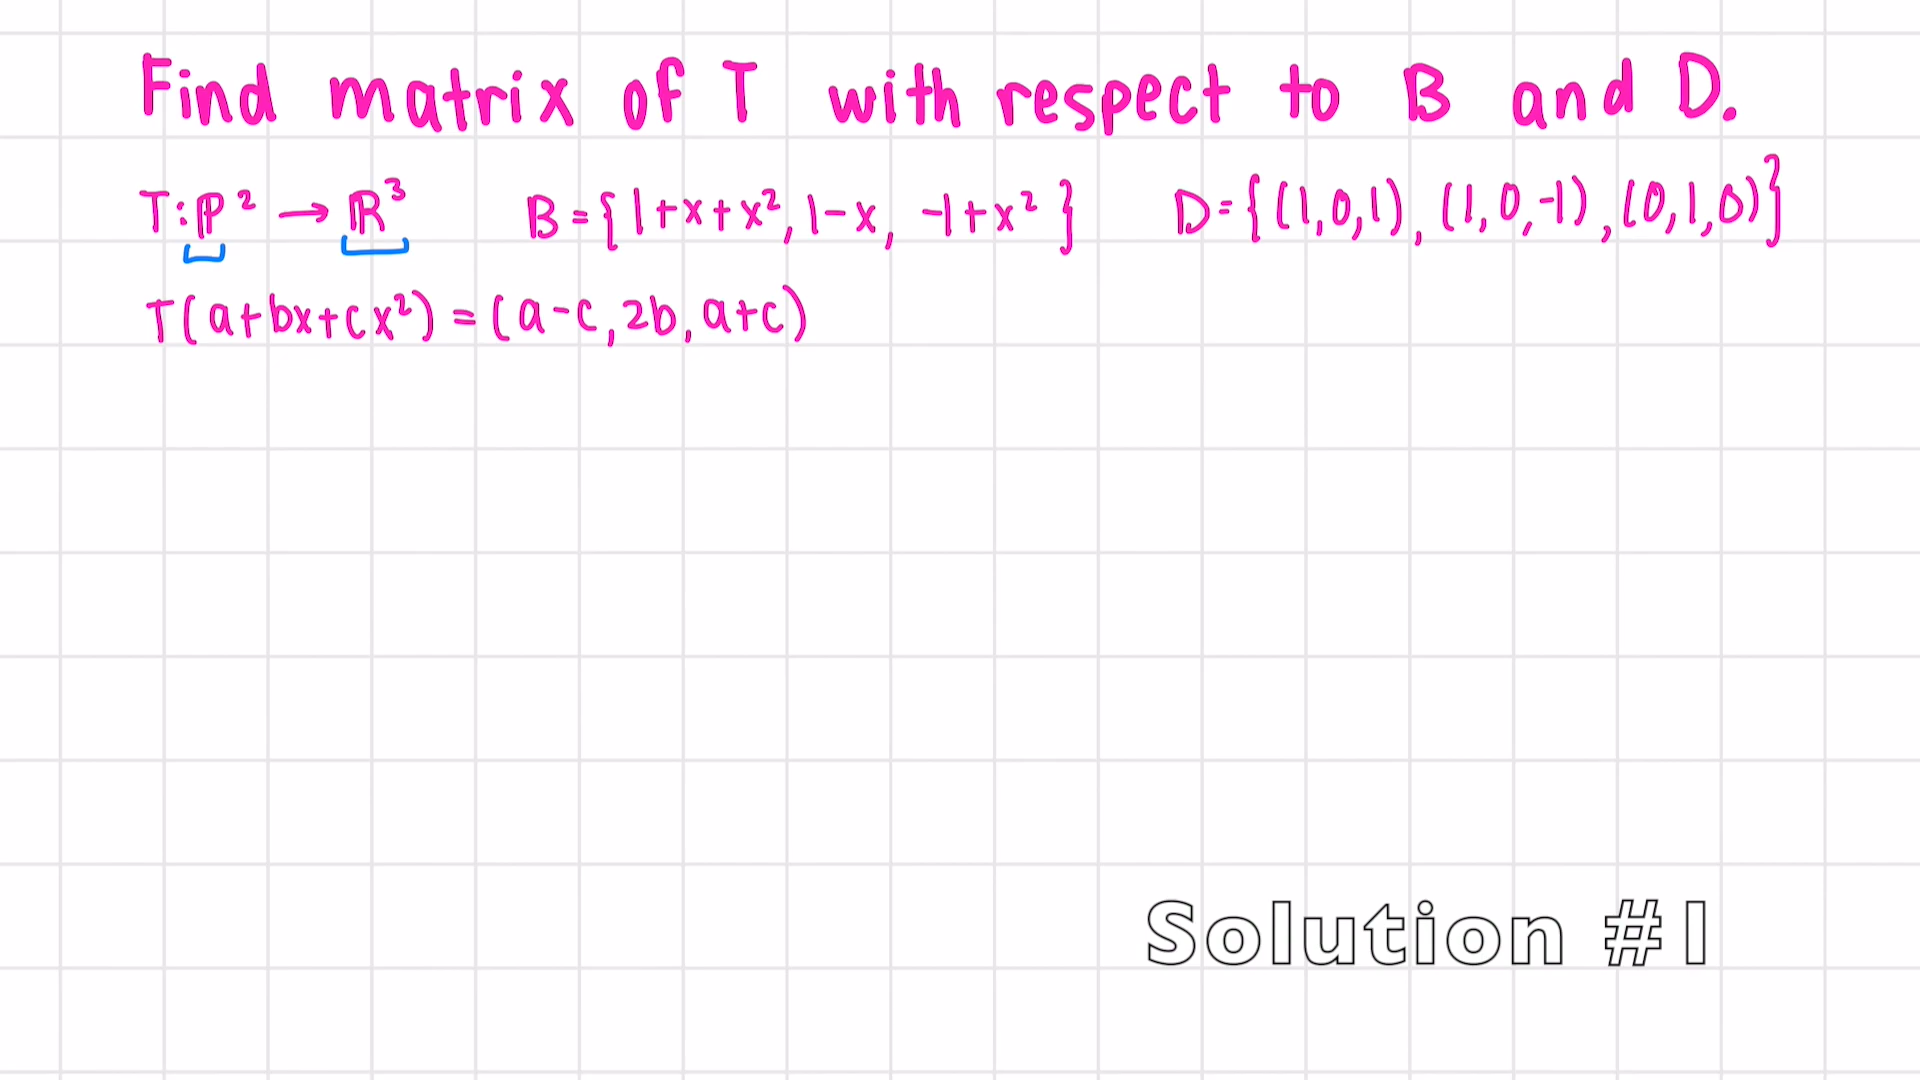 Find matrix of T with respect to B and D.
T: ℙ² → ℝ³ B = {1+x+x², 1-x, -1+x²} D = {(1,0,1), (1,0,-1), (0,1,0)}
T(a+bx+cx²) = (a-c, 2b, a+c)
Solution #1